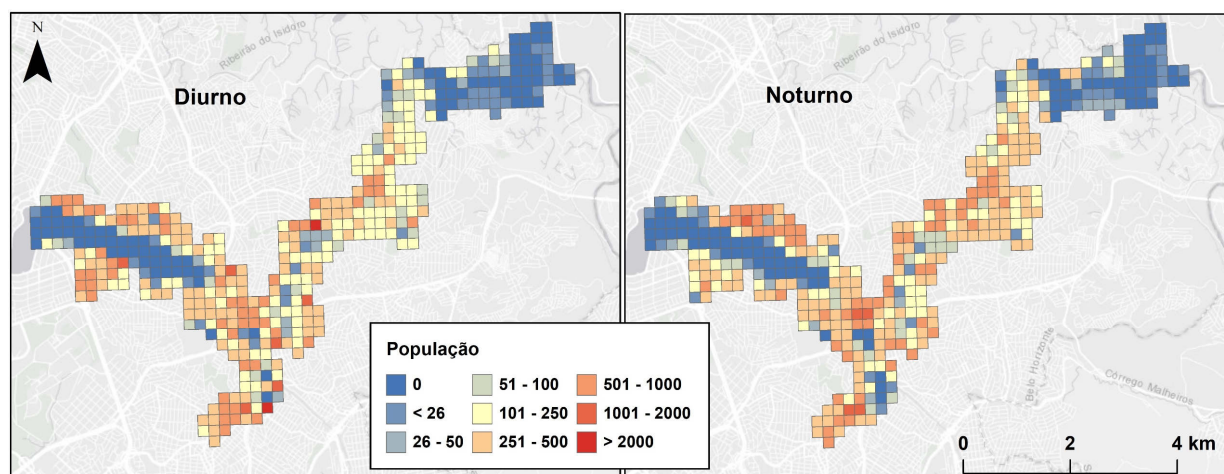 N
Diurno
Ribeirão do Isidoro
Noturno
Ribeirão do Isidoro
População
0
51 - 100
501 - 1000
< 26
101 - 250
1001 - 2000
26 - 50
251 - 500
> 2000
Belo Horizonte
Córrego Malheiros
0 2 4 km